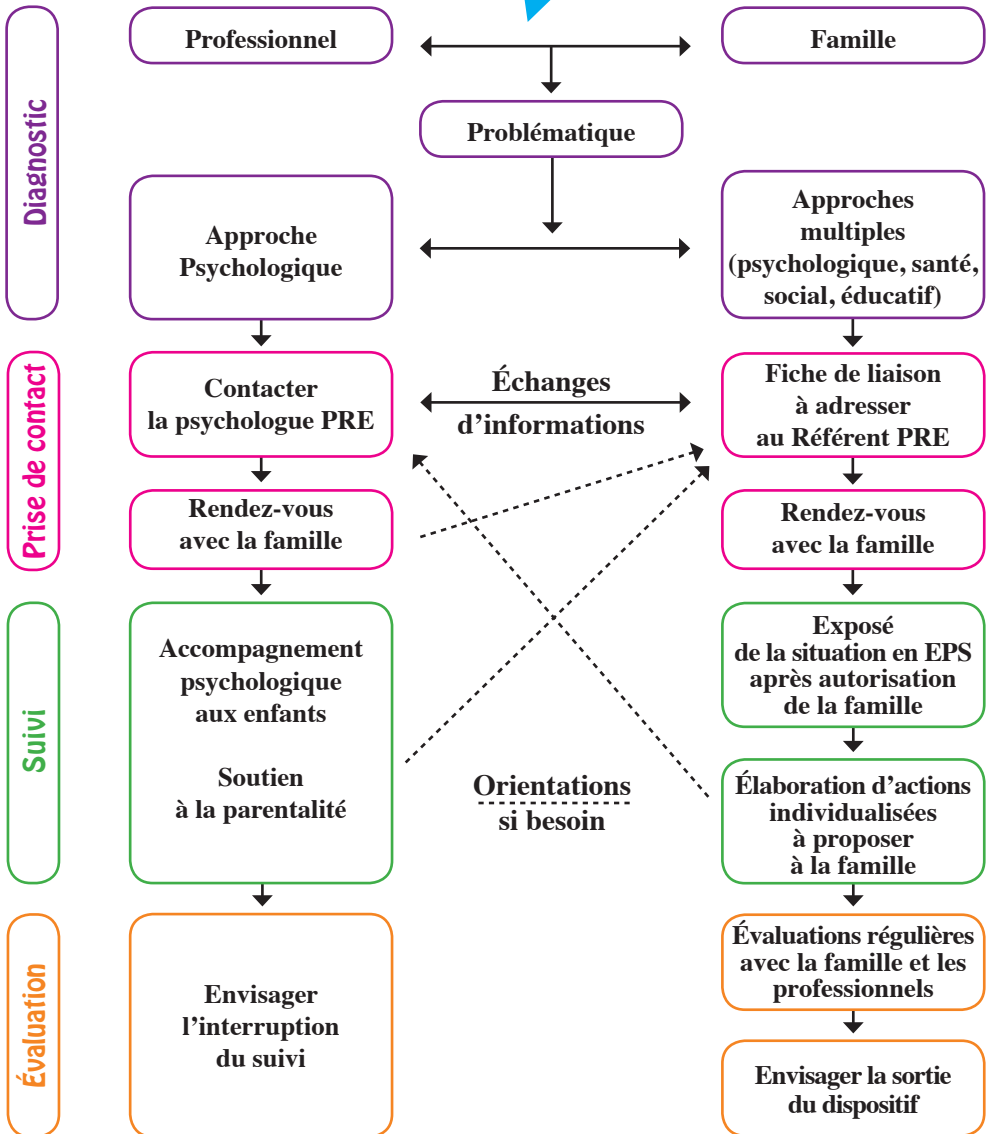 Diagnostic
Professionnel
Famille
Problématique
Approche
Psychologique
Approches
multiples
(psychologique, santé,
social, éducatif)
Prise de contact
Contacter
la psychologue PRE
Échanges
d'informations
Fiche de liaison
à adresser
au Référent PRE
Rendez-vous
avec la famille
Rendez-vous
avec la famille
Suivi
Accompagnement
psychologique
aux enfants
Soutien
à la parentalité
Orientations
si besoin
Exposé
de la situation en EPS
après autorisation
de la famille
Élaboration d'actions
individualisées
à proposer
à la famille
Évaluation
Envisager
l'interruption
du suivi
Évaluations régulières
avec la famille et les
professionnels
Envisager la sortie
du dispositif